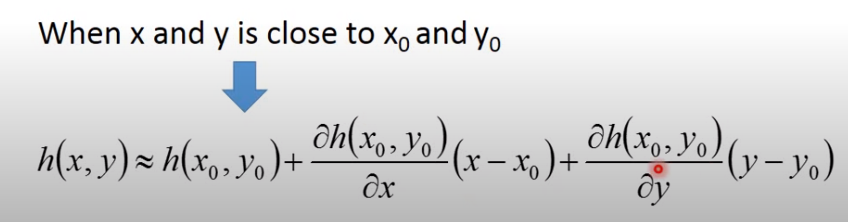 When x and y is close to x₀ and y₀
h(x, y) ≈ h(x₀, y₀) + ∂h(x₀, y₀)/∂x (x − x₀) + ∂h(x₀, y₀)/∂y (y − y₀)